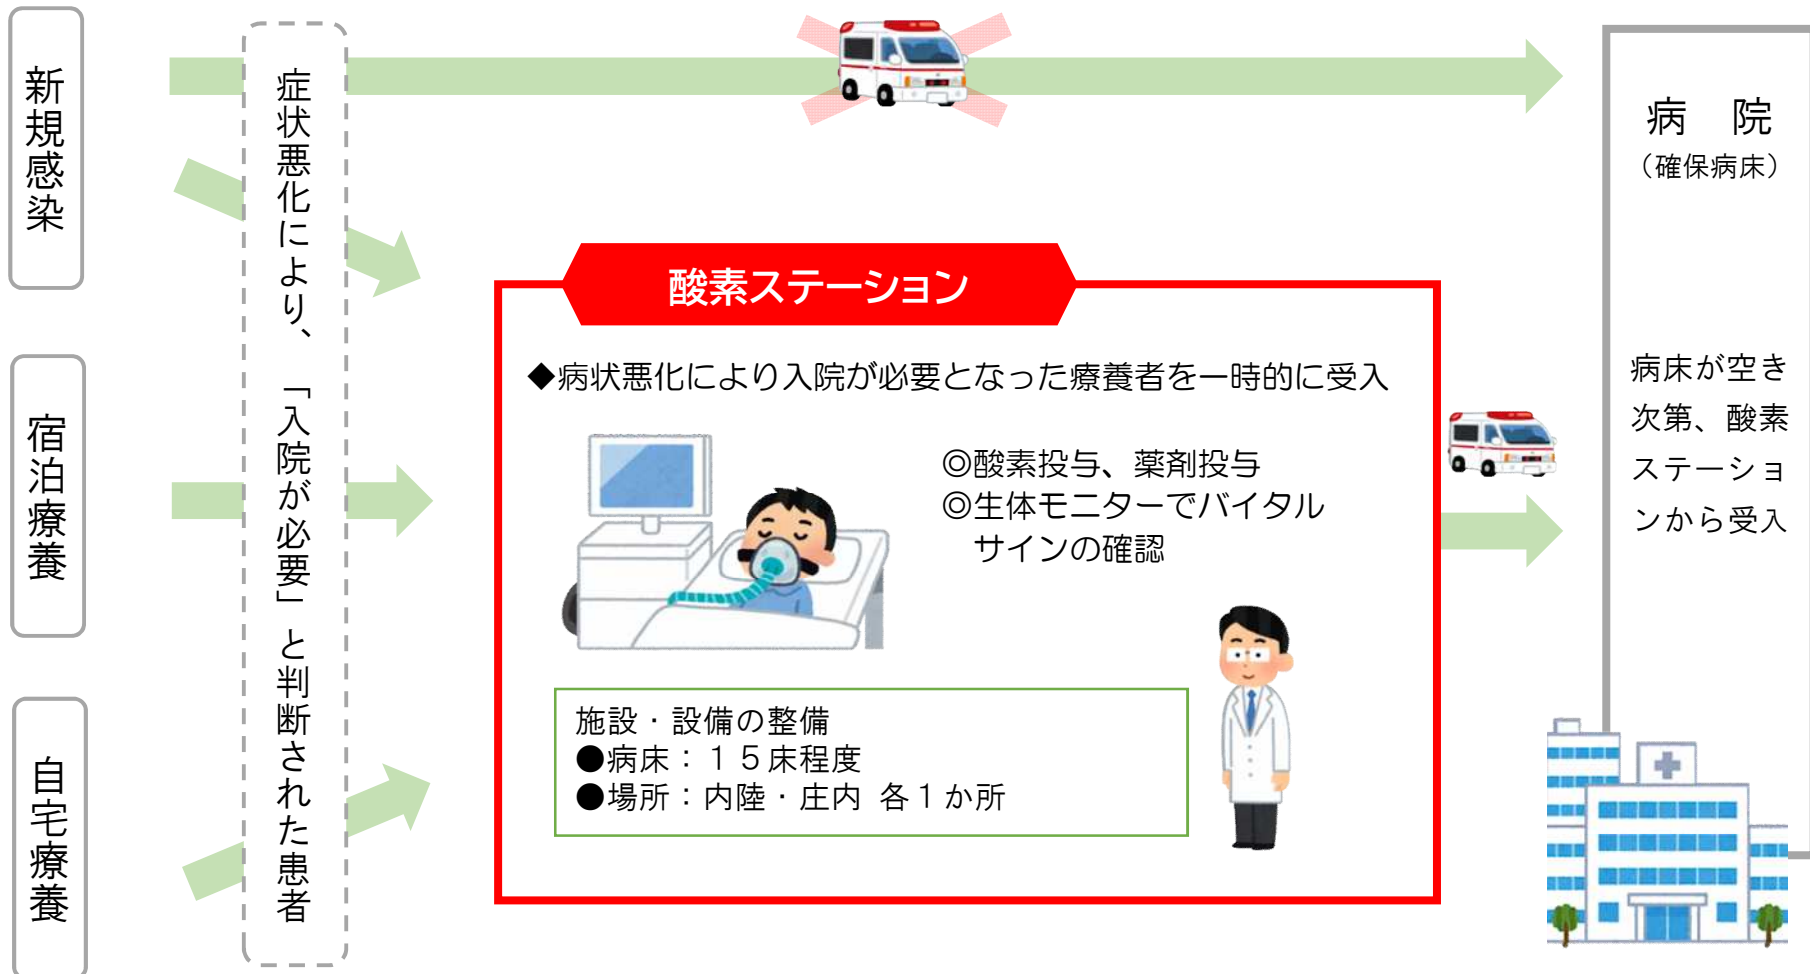 新規感染
宿泊療養
自宅療養
症状悪化により、「入院が必要」と判断された患者
酸素ステーション
◆病状悪化により入院が必要となった療養者を一時的に受入
◎酸素投与、薬剤投与
◎生体モニターでバイタル
サインの確認
施設・設備の整備
●病床：１５床程度
●場所：内陸・庄内 各１か所
病　院
（確保病床）
病床が空き
次第、酸素
ステーショ
ンから受入